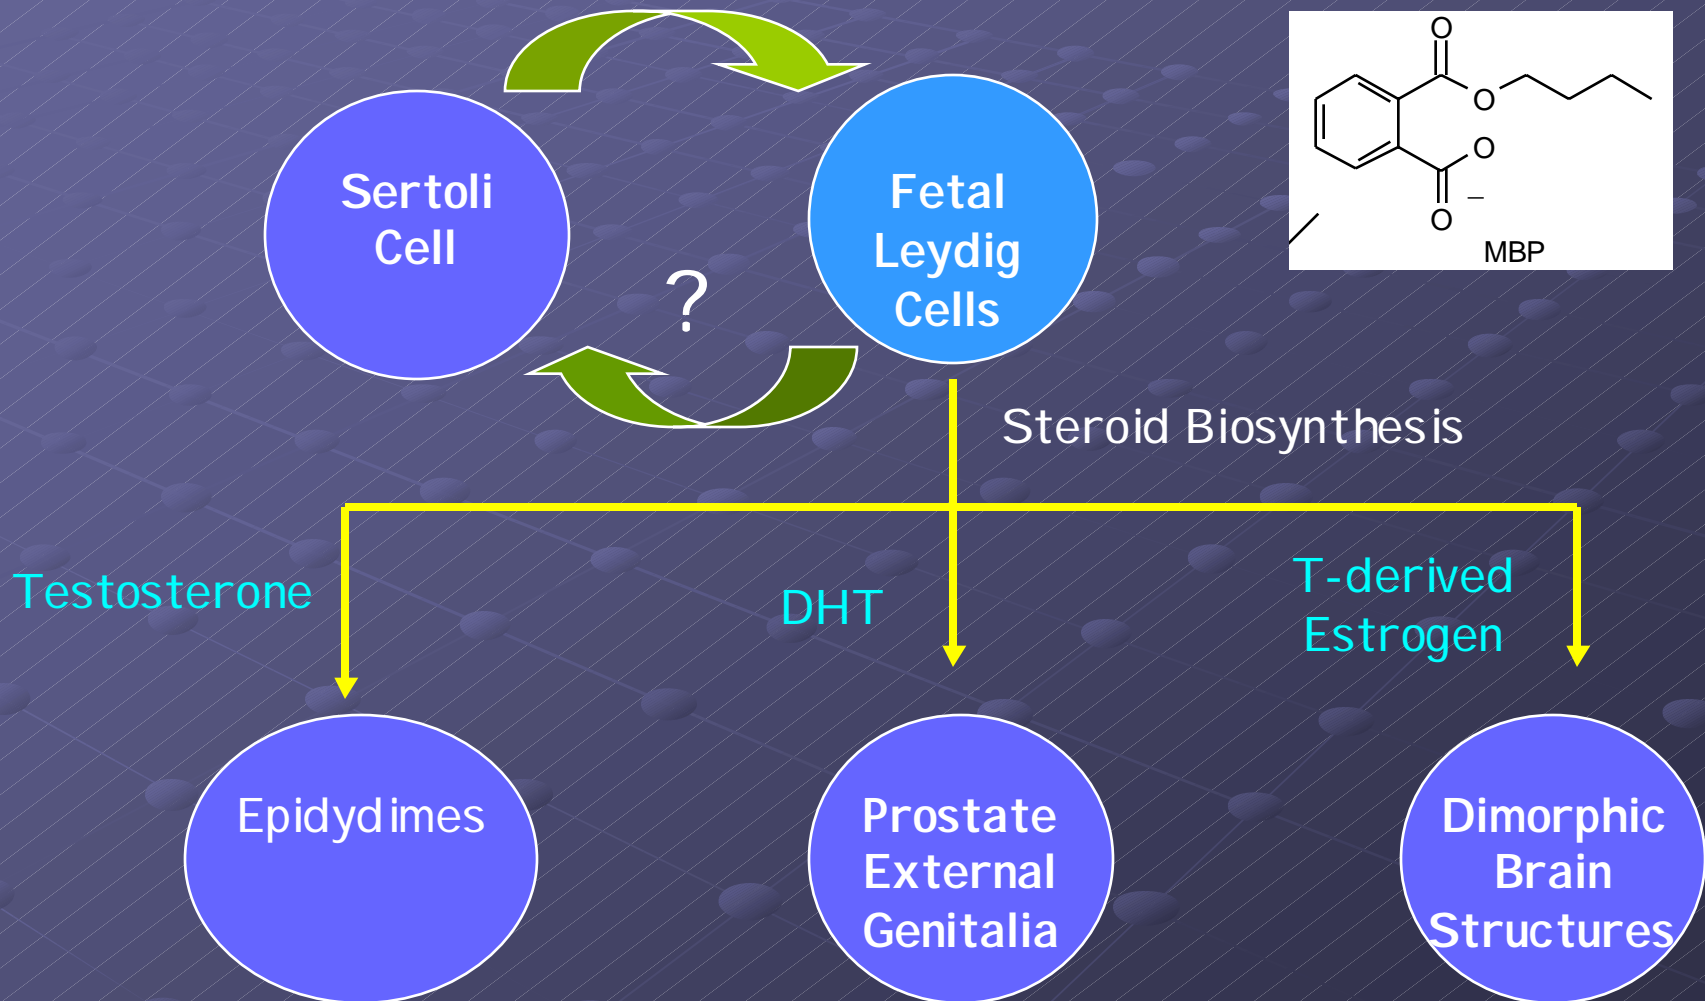 O
O
O
O
–
MBP
Sertoli
Cell
Fetal
Leydig
Cells
?
Steroid Biosynthesis
Testosterone
DHT
T-derived
Estrogen
Epidydimes
Prostate
External
Genitalia
Dimorphic
Brain
Structures